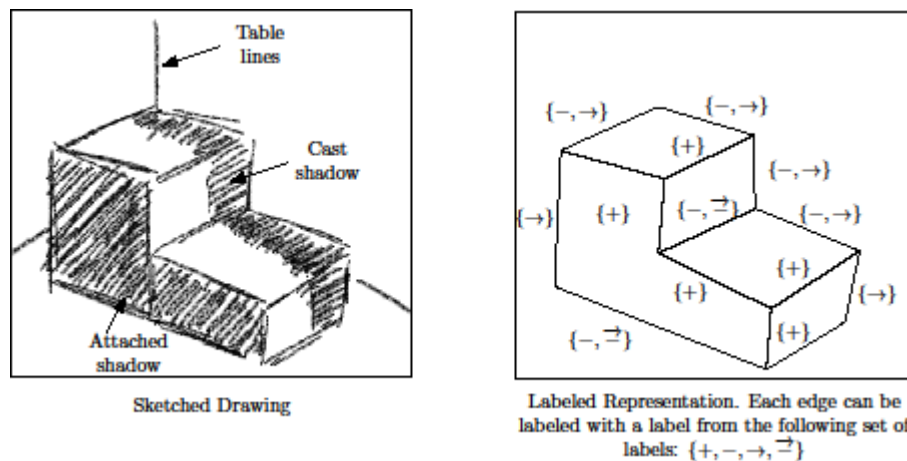 Table
lines
Cast
shadow
Attached
shadow
Sketched Drawing
{−, →}
{−, →}
{+}
{−, →}
{→}
{+}
{−, →̲}
{−, →}
{+}
{+}
{→}
{−, →̲}
{+}
Labeled Representation. Each edge can be
labeled with a label from the following set of
labels: {+, −, →, →̲}